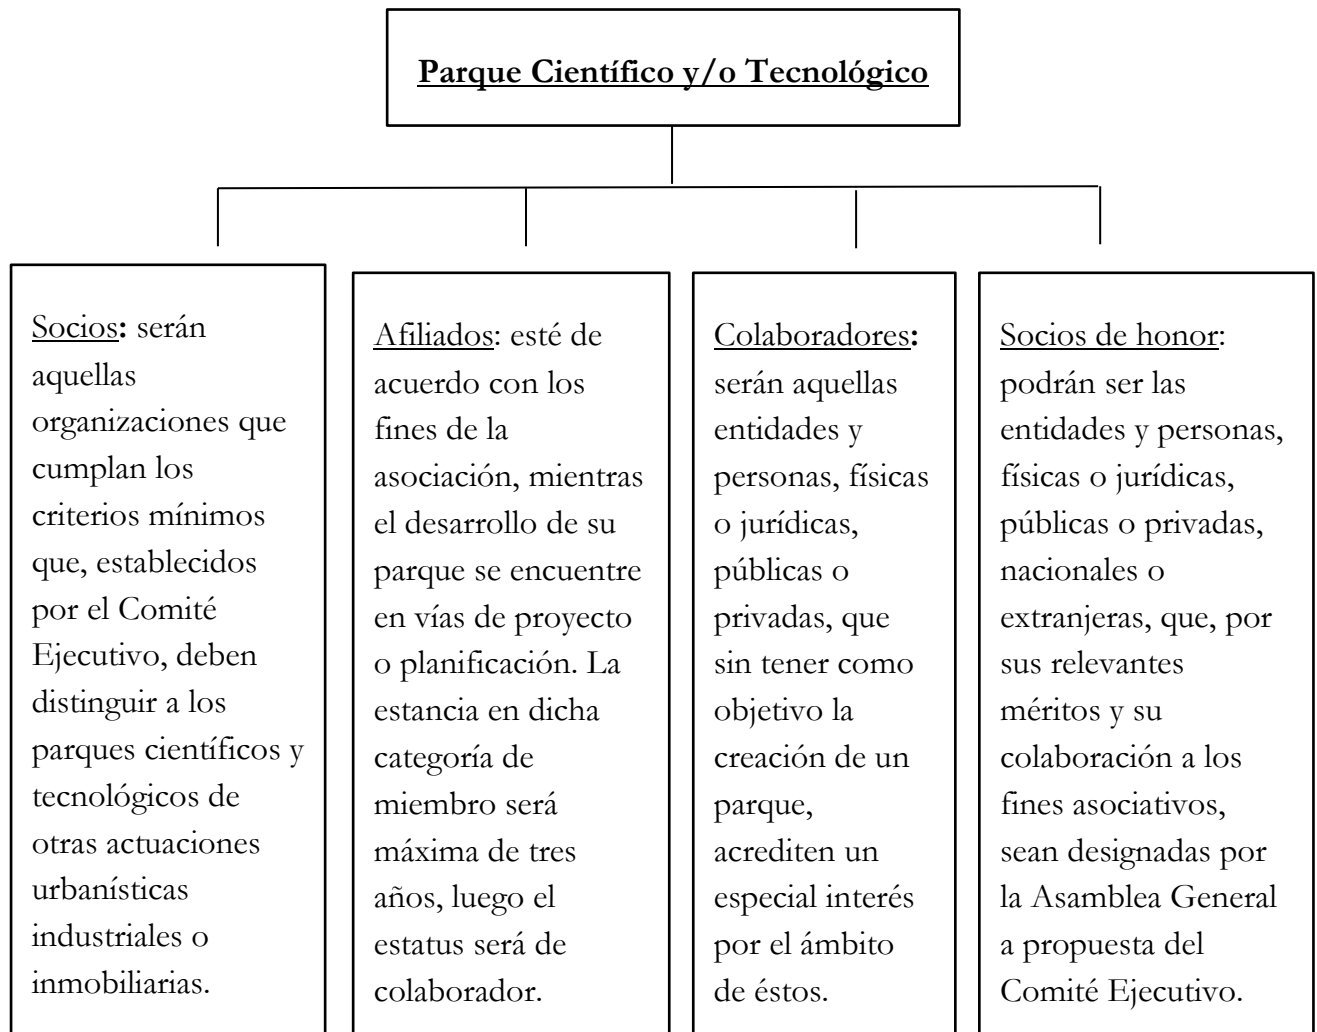 Parque Científico y/o Tecnológico
Socios: serán
aquellas
organizaciones que
cumplan los
criterios mínimos
que, establecidos
por el Comité
Ejecutivo, deben
distinguir a los
parques científicos y
tecnológicos de
otras actuaciones
urbanísticas
industriales o
inmobiliarias.
Afiliados: esté de
acuerdo con los
fines de la
asociación, mientras
el desarrollo de su
parque se encuentre
en vías de proyecto
o planificación. La
estancia en dicha
categoría de
miembro será
máxima de tres
años, luego el
estatus será de
colaborador.
Colaboradores:
serán aquellas
entidades y
personas, físicas
o jurídicas,
públicas o
privadas, que
sin tener como
objetivo la
creación de un
parque,
acrediten un
especial interés
por el ámbito
de éstos.
Socios de honor:
podrán ser las
entidades y personas,
físicas o jurídicas,
públicas o privadas,
nacionales o
extranjeras, que, por
sus relevantes
méritos y su
colaboración a los
fines asociativos,
sean designadas por
la Asamblea General
a propuesta del
Comité Ejecutivo.